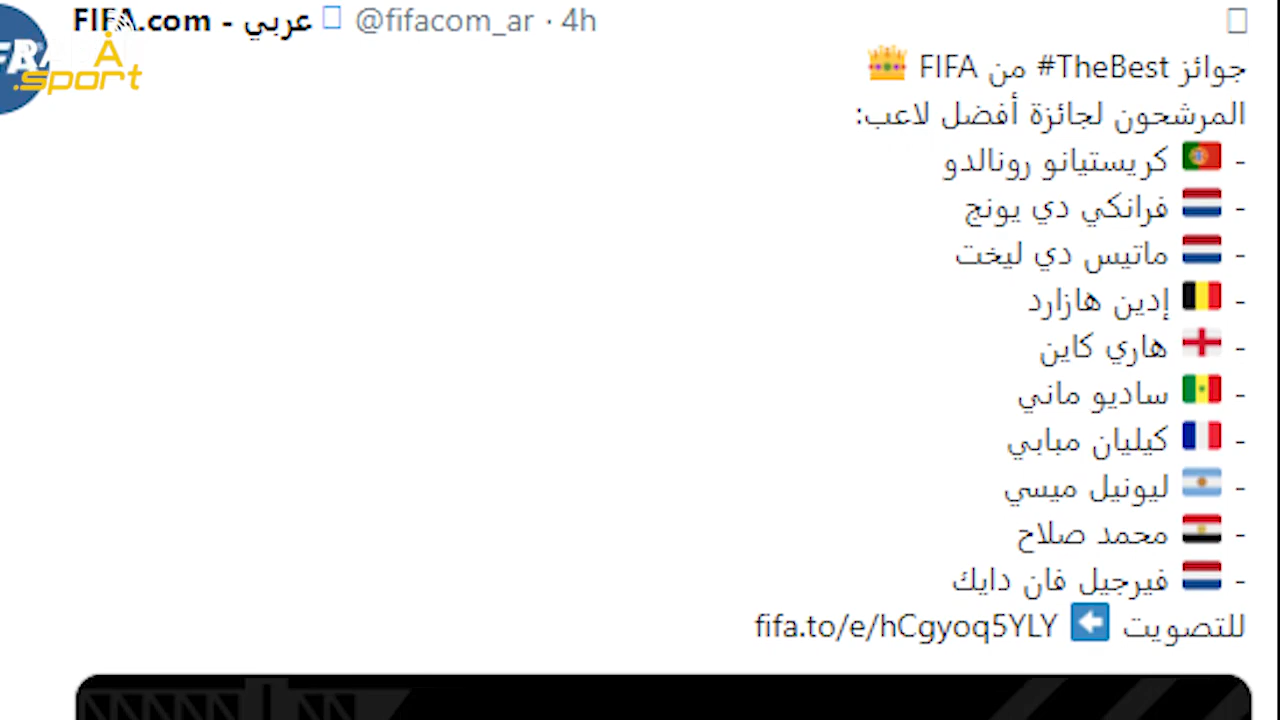 FIFA.com - عربي @fifacom_ar · 4h
Å
.sport
جوائز #TheBest من FIFA 👑
المرشحون لجائزة أفضل لاعب:
- 🇵🇹 كريستيانو رونالدو
- 🇳🇱 فرانكي دي يونج
- 🇳🇱 ماتيس دي ليخت
- 🇧🇪 إدين هازارد
- 🏴󠁧󠁢󠁥󠁮󠁧󠁿 هاري كاين
- 🇸🇳 ساديو ماني
- 🇫🇷 كيليان مبابي
- 🇦🇷 ليونيل ميسي
- 🇪🇬 محمد صلاح
- 🇳🇱 فيرجيل فان دايك
للتصويت ⬅️ fifa.to/e/hCgyoq5YLY